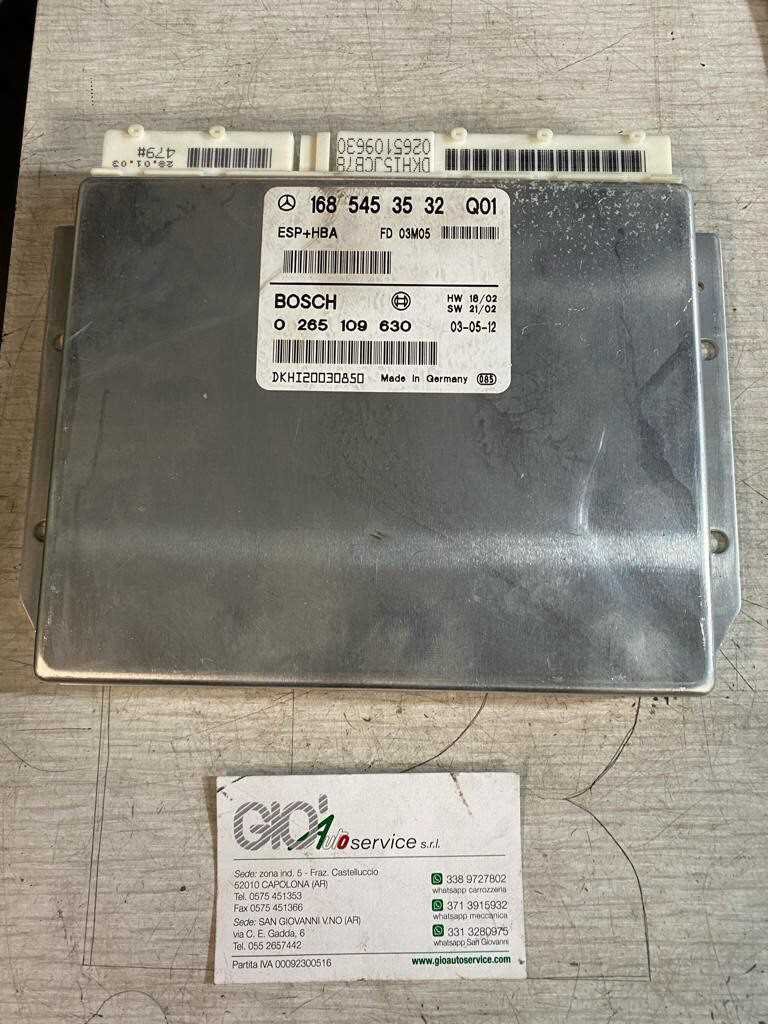 28.01.03
479#
DKHI5JCB78
0265109630
168 545 35 32 Q01
ESP+HBA FD 03M05
BOSCH
HW 18/02
SW 21/02
0 265 109 630 03-05-12
DKHI20030850 Made in Germany 085
GIO' Auto service s.r.l.
Sede: zona ind. 5 - Fraz. Castelluccio
52010 CAPOLONA (AR)
Tel. 0575 451353
Fax 0575 451366
Sede: SAN GIOVANNI V.NO (AR)
via C. E. Gadda, 6
Tel. 055 2657442
Partita IVA 00092300516
338 9727802
whatsapp carrozzeria
371 3915932
whatsapp meccanica
331 3280975
whatsapp San Giovanni
www.gioautoservice.com